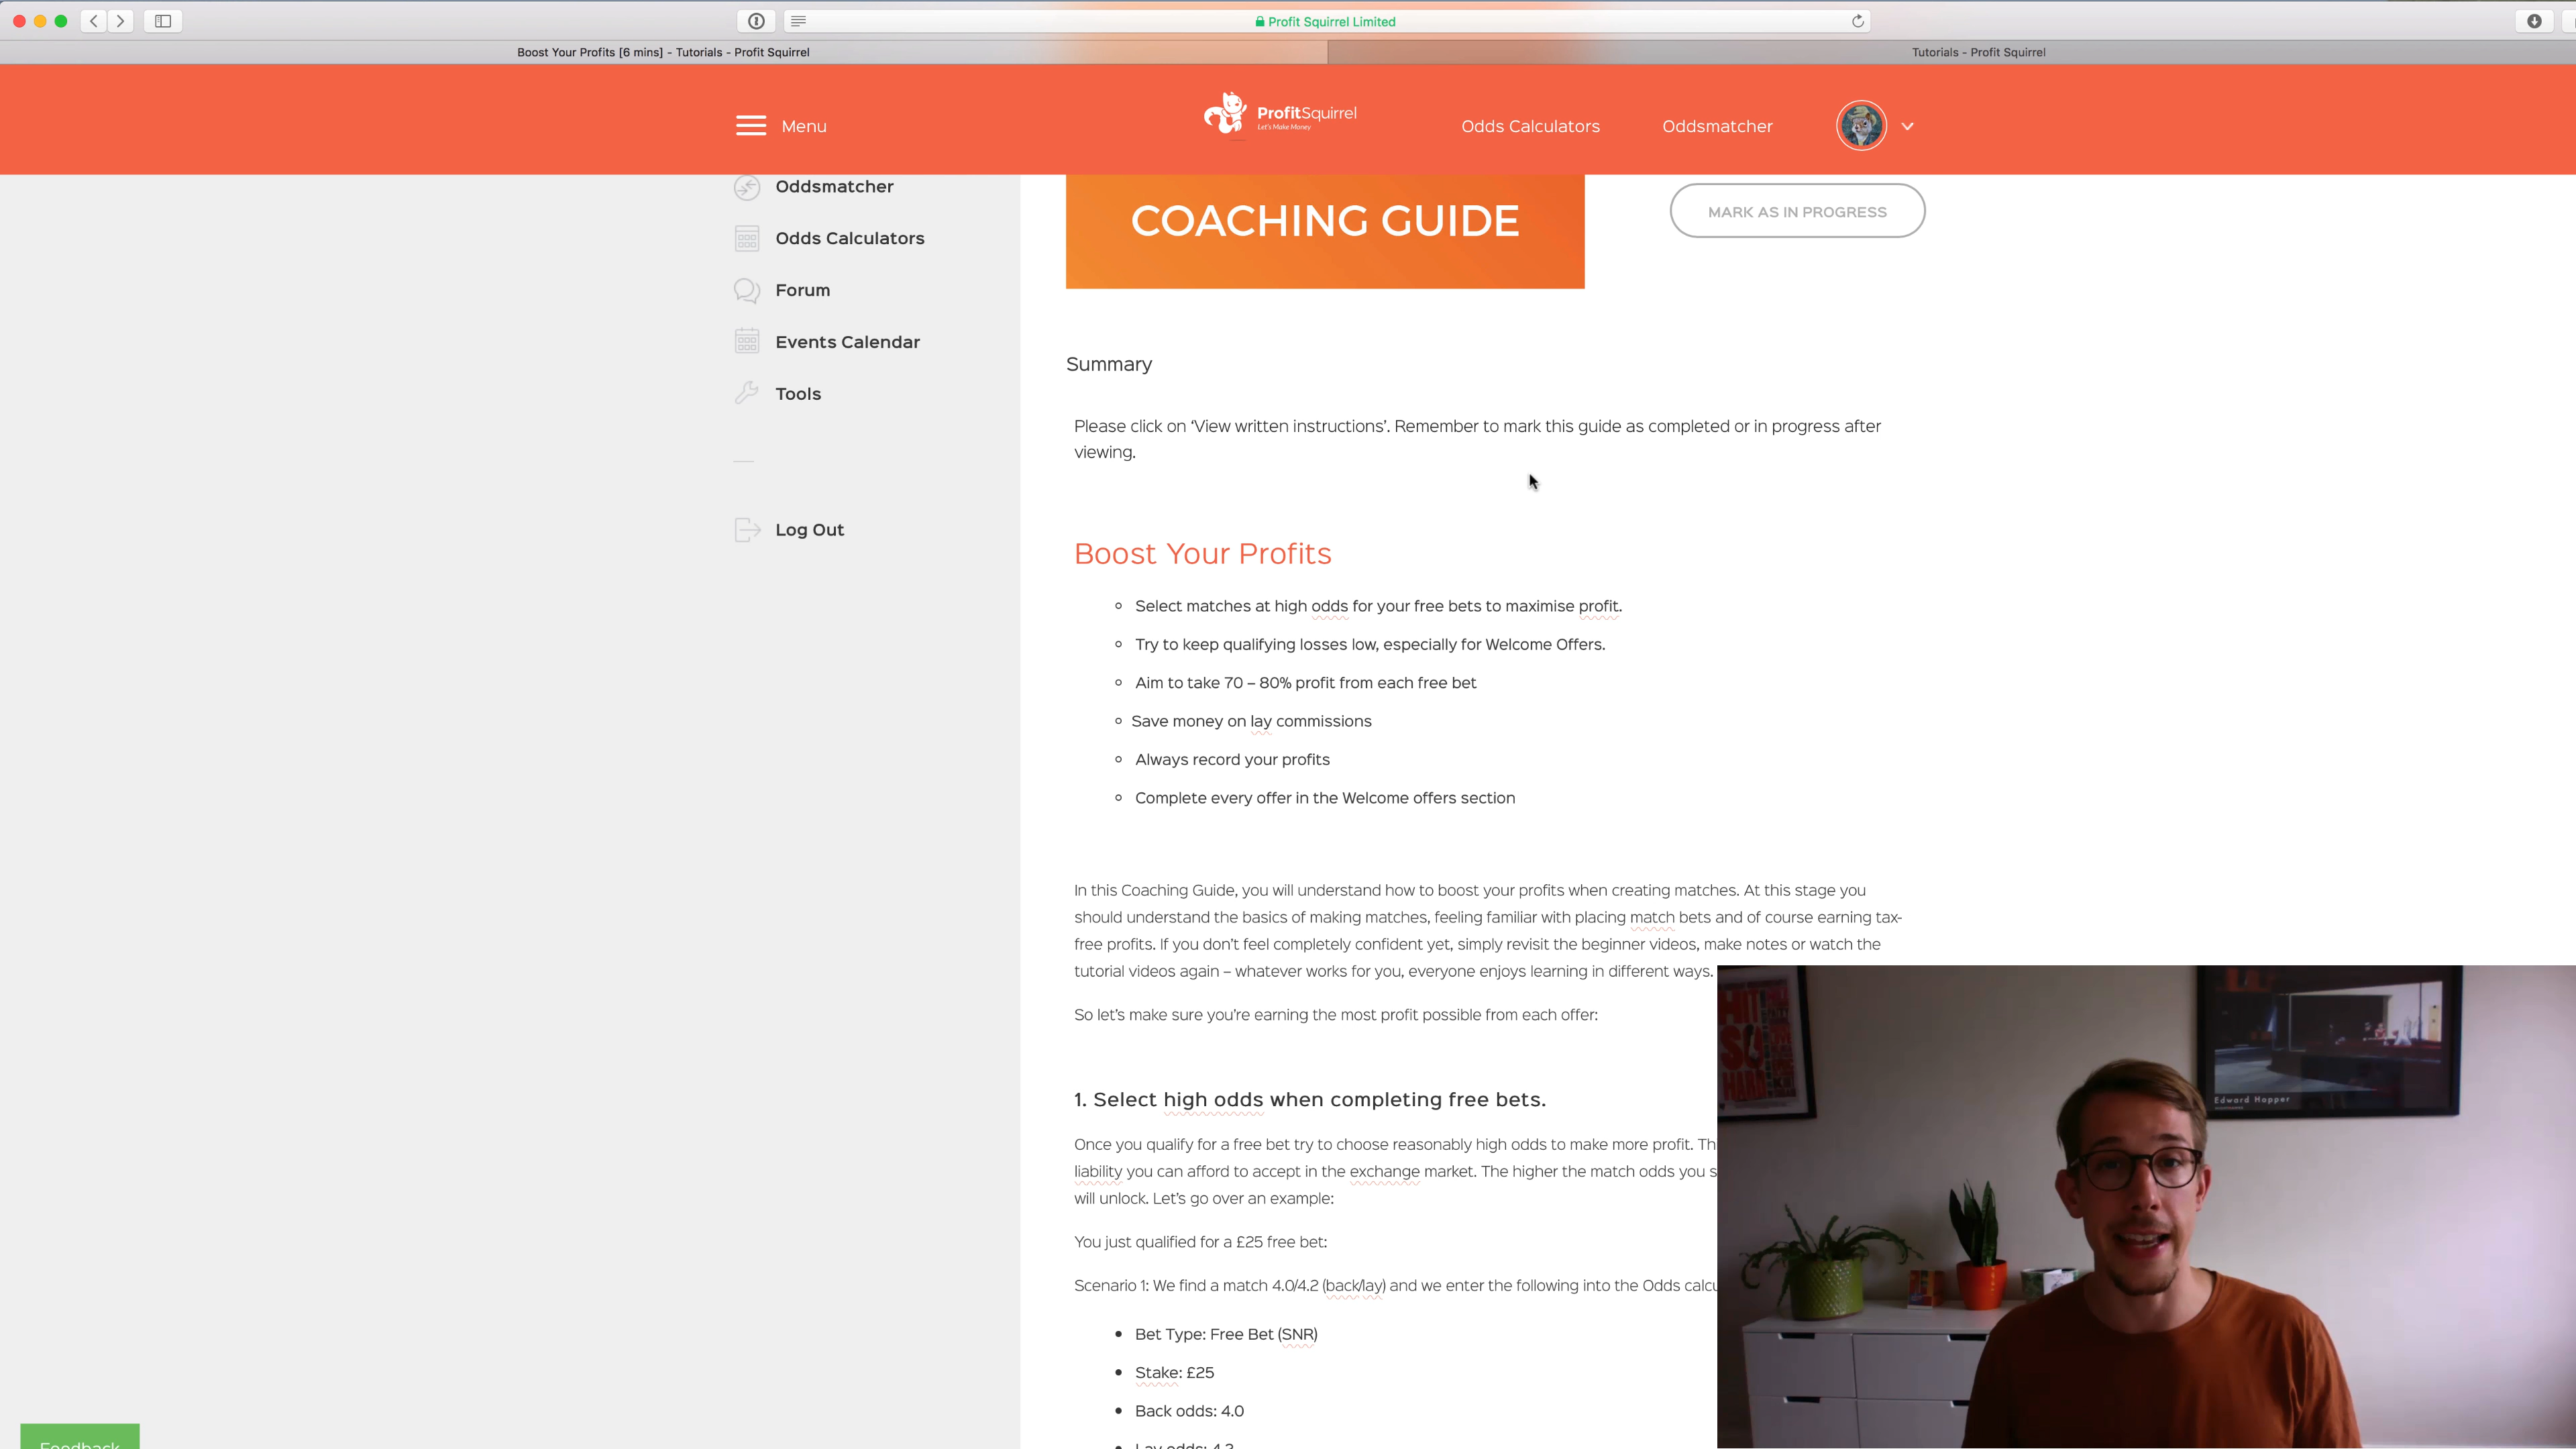 Profit Squirrel Limited
Boost Your Profits [6 mins] - Tutorials - Profit Squirrel
Tutorials - Profit Squirrel
Menu
ProfitSquirrel
Let's Make Money
Odds Calculators
Oddsmatcher
Oddsmatcher
Odds Calculators
Forum
Events Calendar
Tools
Log Out
COACHING GUIDE
MARK AS IN PROGRESS
Summary
Please click on ‘View written instructions’. Remember to mark this guide as completed or in progress after
viewing.
Boost Your Profits
Select matches at high odds for your free bets to maximise profit.
Try to keep qualifying losses low, especially for Welcome Offers.
Aim to take 70 – 80% profit from each free bet
Save money on lay commissions
Always record your profits
Complete every offer in the Welcome offers section
In this Coaching Guide, you will understand how to boost your profits when creating matches. At this stage you
should understand the basics of making matches, feeling familiar with placing match bets and of course earning tax-
free profits. If you don’t feel completely confident yet, simply revisit the beginner videos, make notes or watch the
tutorial videos again – whatever works for you, everyone enjoys learning in different ways.
So let’s make sure you’re earning the most profit possible from each offer:
1. Select high odds when completing free bets.
Once you qualify for a free bet try to choose reasonably high odds to make more profit. Th
liability you can afford to accept in the exchange market. The higher the match odds you s
will unlock. Let’s go over an example:
You just qualified for a £25 free bet:
Scenario 1: We find a match 4.0/4.2 (back/lay) and we enter the following into the Odds calcu
Bet Type: Free Bet (SNR)
Stake: £25
Back odds: 4.0
Lay odds: 4.2
Feedback
Edward Hopper